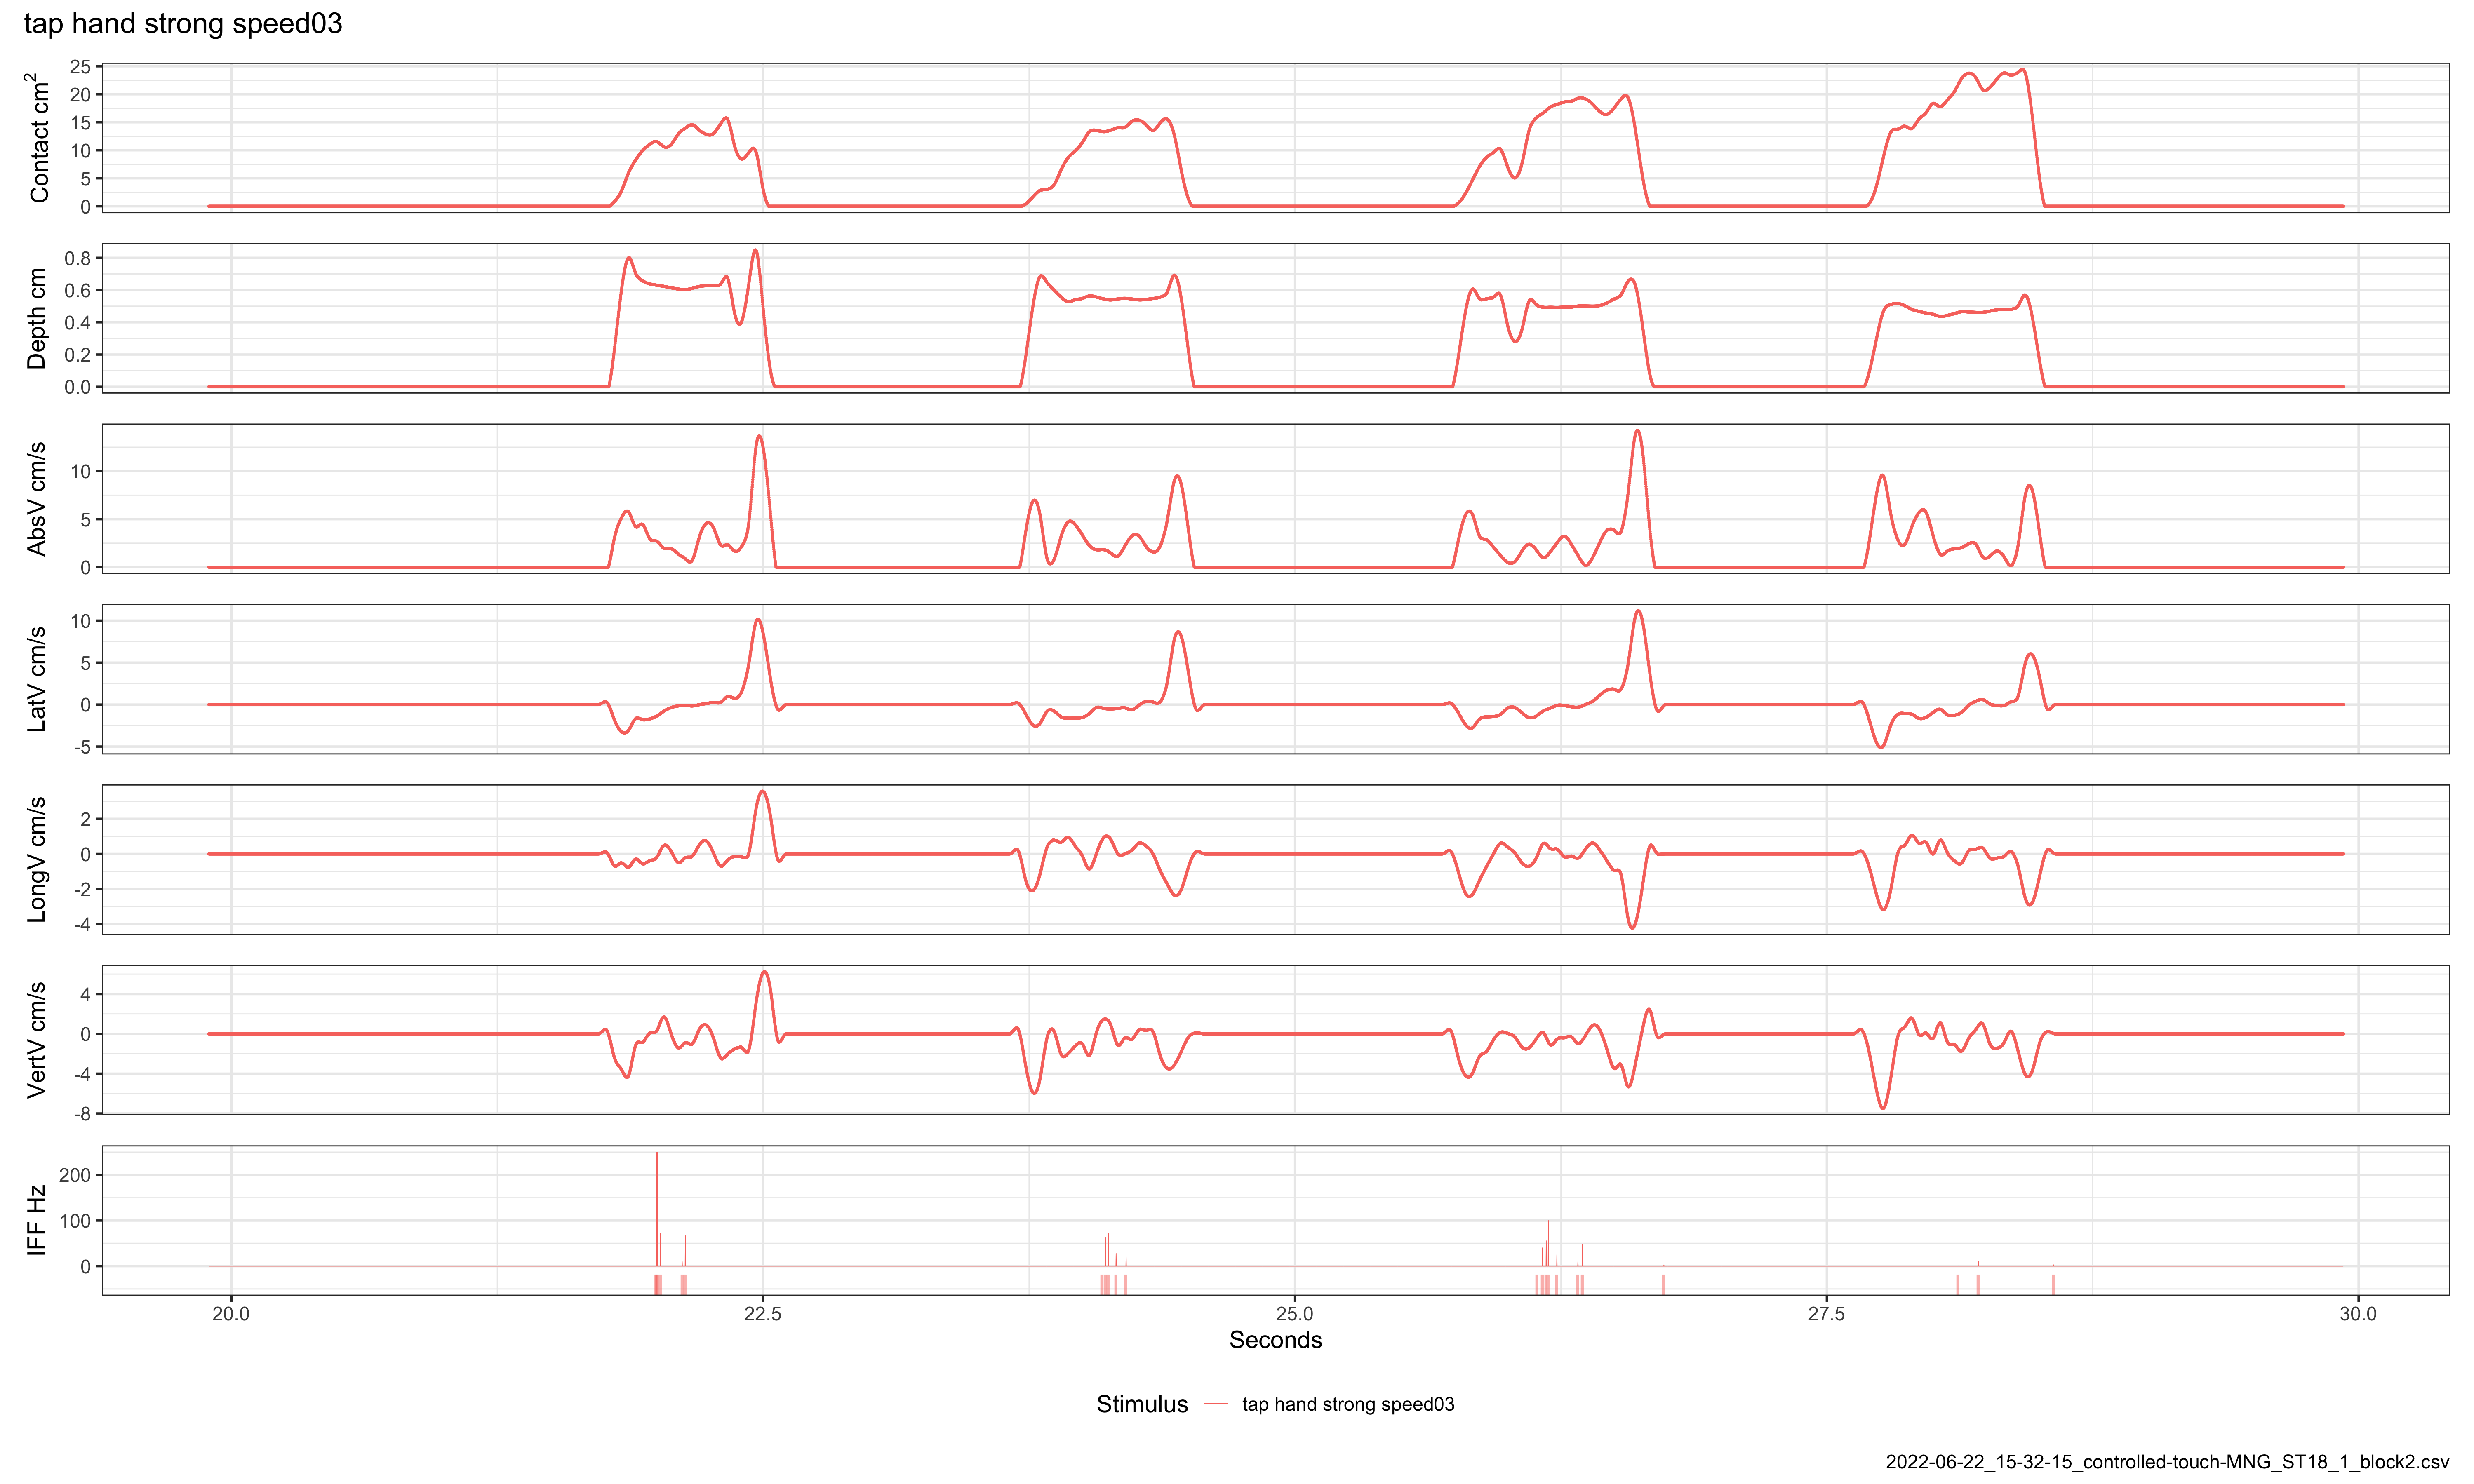 tap hand strong speed03
Contact cm²
25
20
15
10
5
0
Depth cm
0.8
0.6
0.4
0.2
0.0
AbsV cm/s
10
5
0
LatV cm/s
10
5
0
-5
LongV cm/s
2
0
-2
-4
VertV cm/s
4
0
-4
-8
IFF Hz
200
100
0
20.0 22.5 25.0 27.5 30.0
Seconds
Stimulus tap hand strong speed03
2022-06-22_15-32-15_controlled-touch-MNG_ST18_1_block2.csv